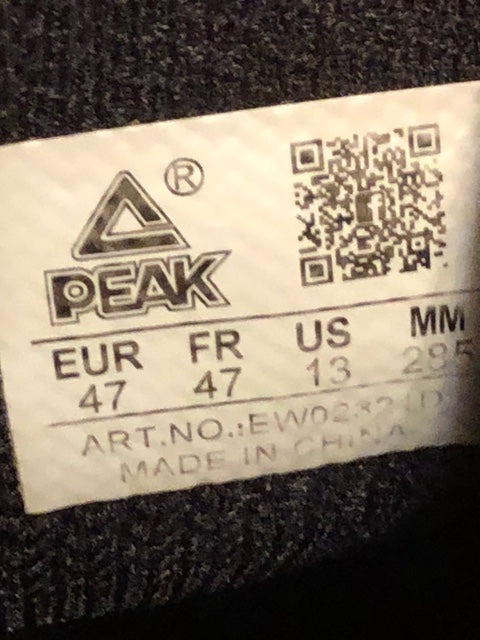 ®
PEAK
EUR FR US MM
47 47 13 295
ART.NO.:
MADE IN CHINA